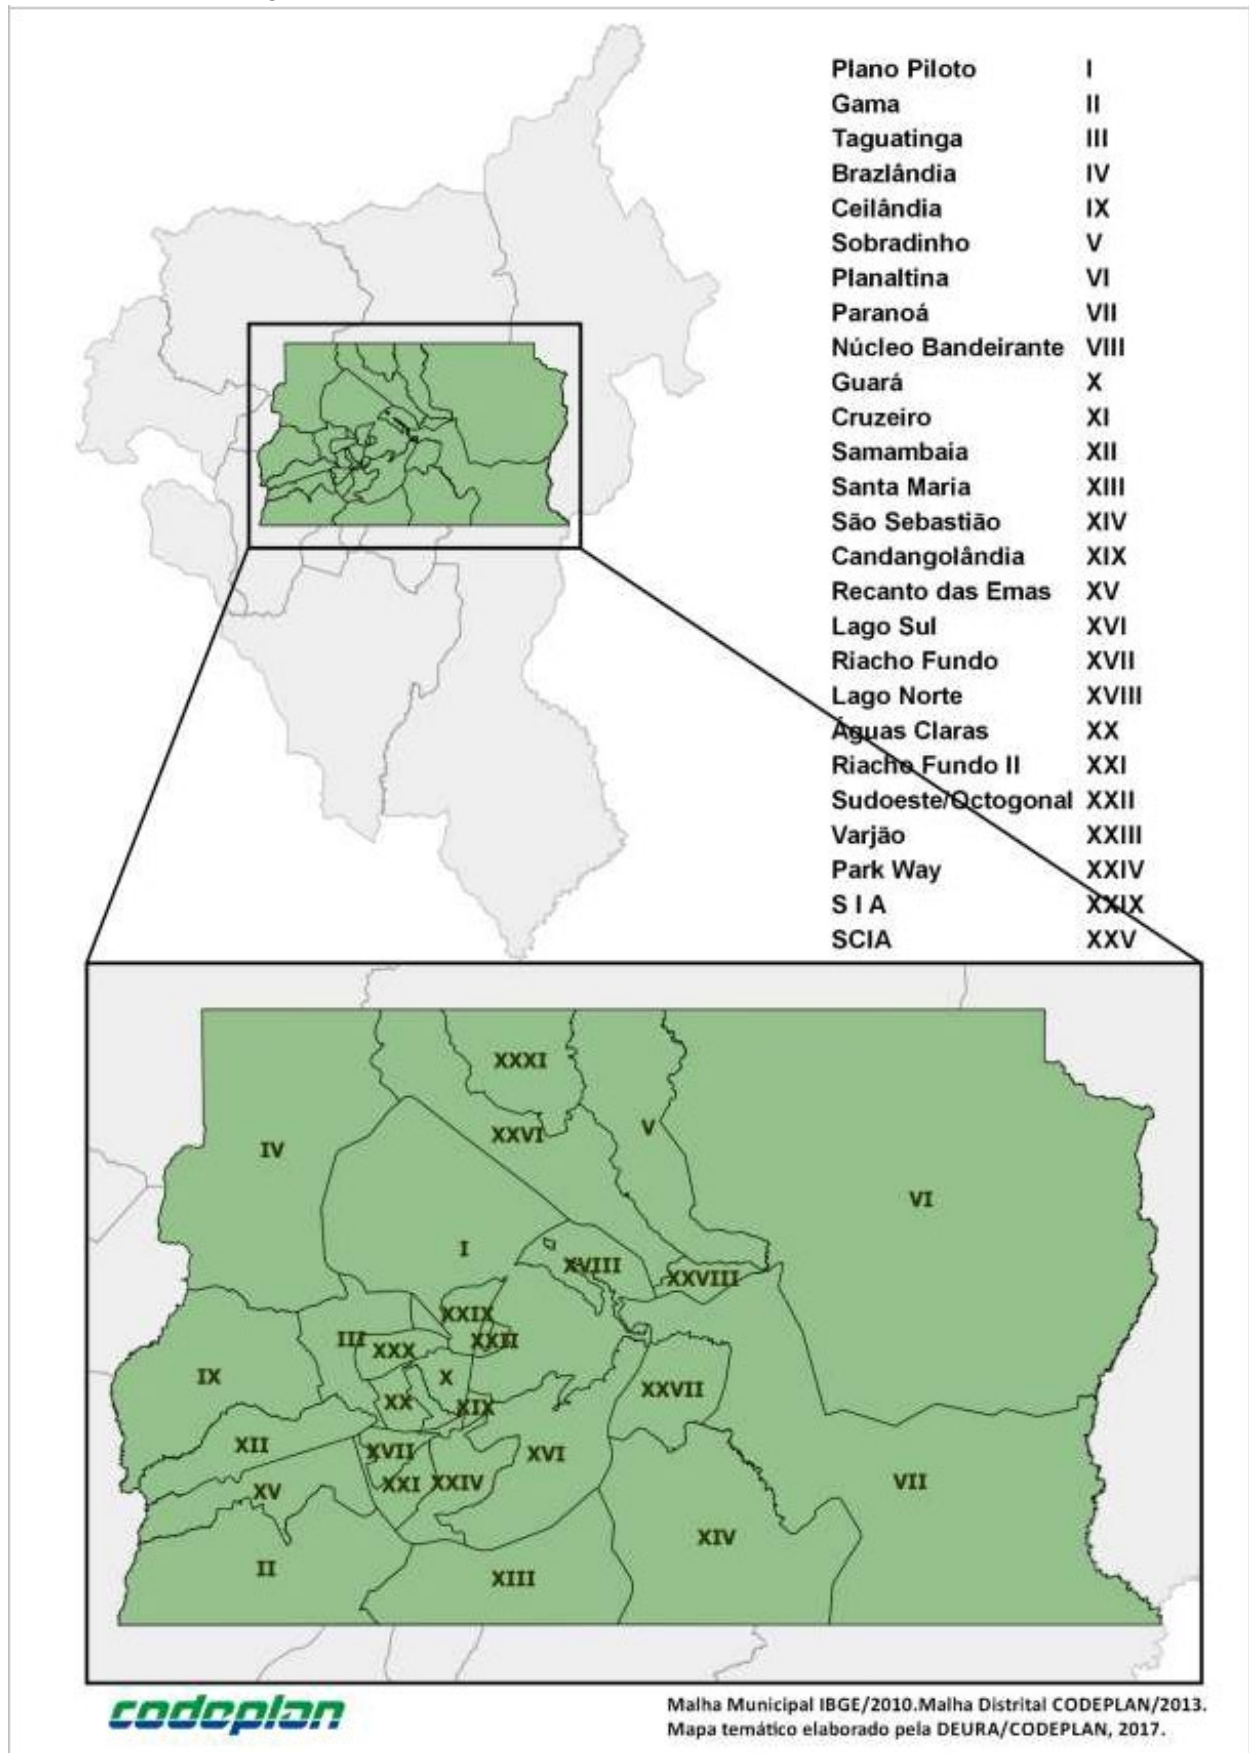 Plano Piloto I
Gama II
Taguatinga III
Brazlândia IV
Ceilândia IX
Sobradinho V
Planaltina VI
Paranoá VII
Núcleo Bandeirante VIII
Guará X
Cruzeiro XI
Samambaia XII
Santa Maria XIII
São Sebastião XIV
Candangolândia XIX
Recanto das Emas XV
Lago Sul XVI
Riacho Fundo XVII
Lago Norte XVIII
Águas Claras XX
Riacho Fundo II XXI
Sudoeste/Octogonal XXII
Varjão XXIII
Park Way XXIV
S I A XXIX
SCIA XXV
XXXI
XXVI
V
IV
VI
I
XVIII
XXVIII
XXIX
III
XXII
XXX
IX
X
XXVII
XX
XIX
XII
XVII
XVI
XV
XXI
XXIV
VII
XIV
II
XIII
codeplan
Malha Municipal IBGE/2010.Malha Distrital CODEPLAN/2013.
Mapa temático elaborado pela DEURA/CODEPLAN, 2017.